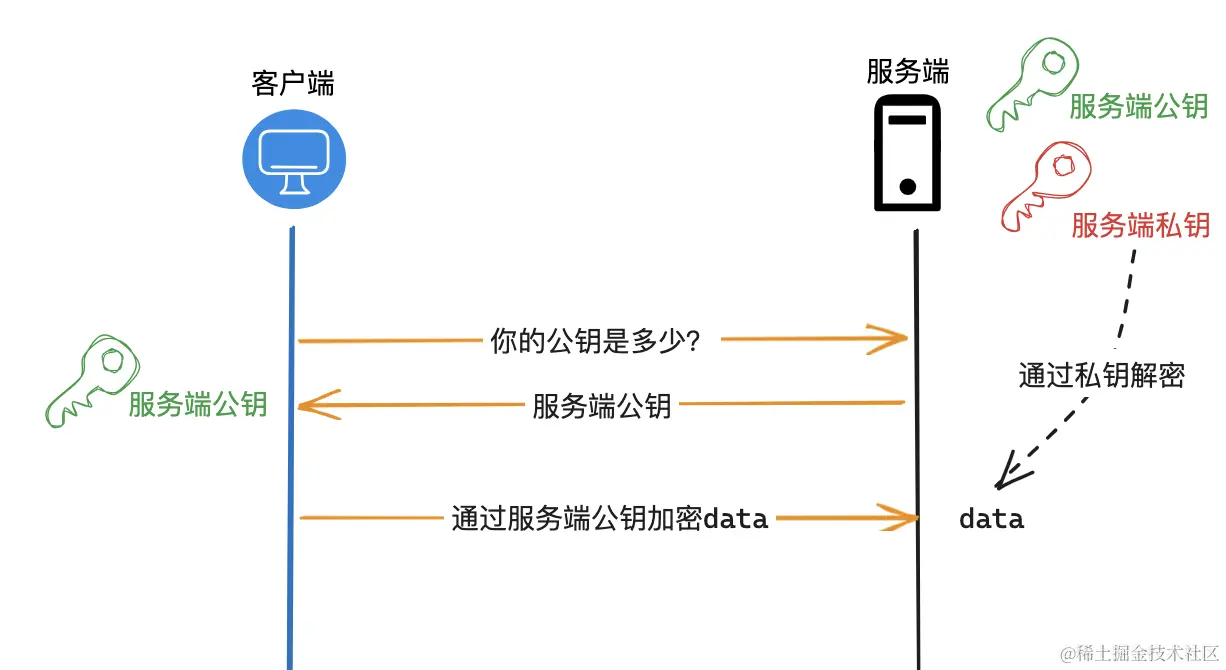 客户端
服务端
服务端公钥
服务端私钥
你的公钥是多少?
通过私钥解密
服务端公钥
服务端公钥
通过服务端公钥加密data
data
@稀土掘金技术社区